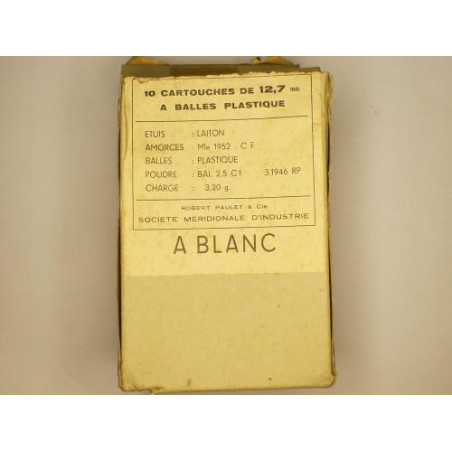 10 CARTOUCHES DE 12,7 mm
A BALLES PLASTIQUE
ETUIS : LAITON
AMORCES : Mle 1952 - C F
BALLES : PLASTIQUE
POUDRE : BAL 2.5 C1 3.1946 RP
CHARGE : 3,20 g.
ROBERT PAULET & Cie
SOCIETE MERIDIONALE D'INDUSTRIE
A BLANC